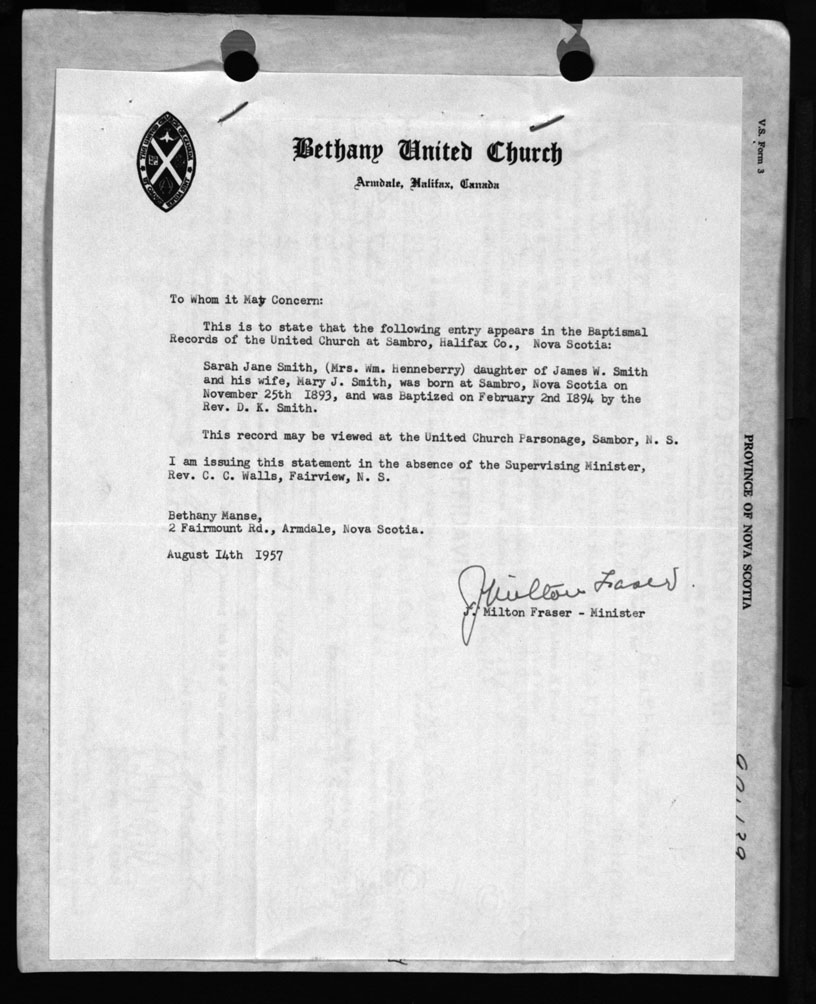 Bethany United Church
Armdale, Halifax, Canada
V.S. Form 3
To Whom it May Concern:
This is to state that the following entry appears in the Baptismal
Records of the United Church at Sambro, Halifax Co., Nova Scotia:
Sarah Jane Smith, (Mrs. Wm. Henneberry) daughter of James W. Smith
and his wife, Mary J. Smith, was born at Sambro, Nova Scotia on
November 25th 1893, and was Baptized on February 2nd 1894 by the
Rev. D. K. Smith.
This record may be viewed at the United Church Parsonage, Sambor, N. S.
I am issuing this statement in the absence of the Supervising Minister,
Rev. C. C. Walls, Fairview, N. S.
Bethany Manse,
2 Fairmount Rd., Armdale, Nova Scotia.
August 14th 1957
J Milton Fraser.
J. Milton Fraser - Minister
PROVINCE OF NOVA SCOTIA